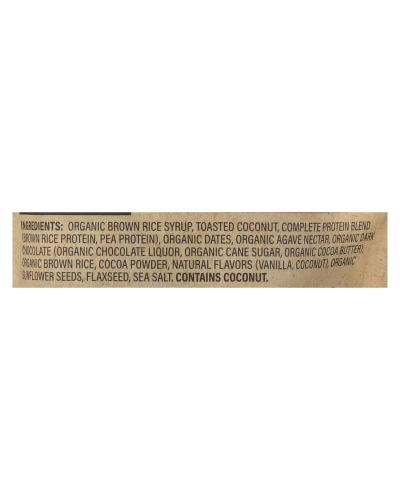 INGREDIENTS: ORGANIC BROWN RICE SYRUP, TOASTED COCONUT, COMPLETE PROTEIN BLEND
(BROWN RICE PROTEIN, PEA PROTEIN), ORGANIC DATES, ORGANIC AGAVE NECTAR, ORGANIC DARK
CHOCOLATE (ORGANIC CHOCOLATE LIQUOR, ORGANIC CANE SUGAR, ORGANIC COCOA BUTTER),
ORGANIC BROWN RICE, COCOA POWDER, NATURAL FLAVORS (VANILLA, COCONUT), ORGANIC
SUNFLOWER SEEDS, FLAXSEED, SEA SALT. CONTAINS COCONUT.